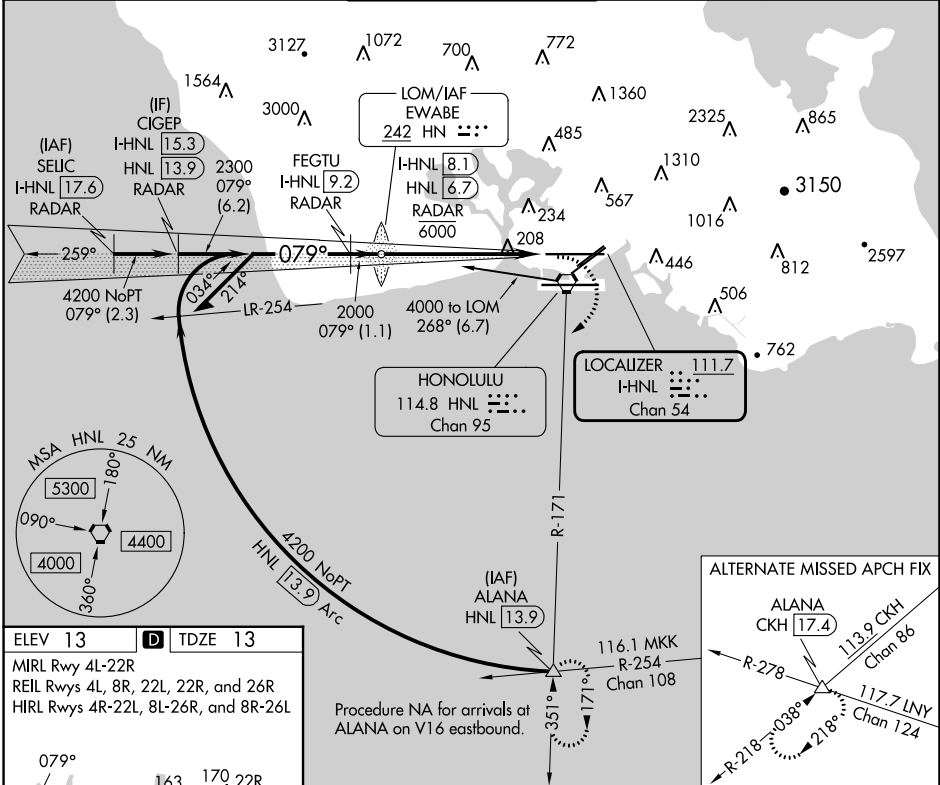 3127
1072
700
772
1564
3000
1360
2325
865
485
1310
567
3150
234
1016
208
446
812
2597
506
762
LOM/IAF
EWABE
242 HN
(IF)
CIGEP
I-HNL 15.3
HNL 13.9
RADAR
(IAF)
SELIC
I-HNL 17.6
RADAR
2300
079°
(6.2)
FEGTU
I-HNL 9.2
RADAR
I-HNL 8.1
HNL 6.7
RADAR
6000
259°
079°
034°
214°
4200 NoPT
079° (2.3)
LR-254
2000
079° (1.1)
4000 to LOM
268° (6.7)
HONOLULU
114.8 HNL
Chan 95
LOCALIZER 111.7
I-HNL
Chan 54
R-171
MSA HNL 25 NM
180°
5300
090°
4400
4000
360°
4200 NoPT
HNL 13.9 Arc
(IAF)
ALANA
HNL 13.9
116.1 MKK
R-254
Chan 108
351°
171°
Procedure NA for arrivals at
ALANA on V16 eastbound.
ALTERNATE MISSED APCH FIX
ALANA
CKH 17.4
113.9 CKH
Chan 86
R-278
117.7 LNY
Chan 124
038°
R-218
218°
ELEV 13 D TDZE 13
MIRL Rwy 4L-22R
REIL Rwys 4L, 8R, 22L, 22R, and 26R
HIRL Rwys 4R-22L, 8L-26R, and 8R-26L
079°
163
170
22R